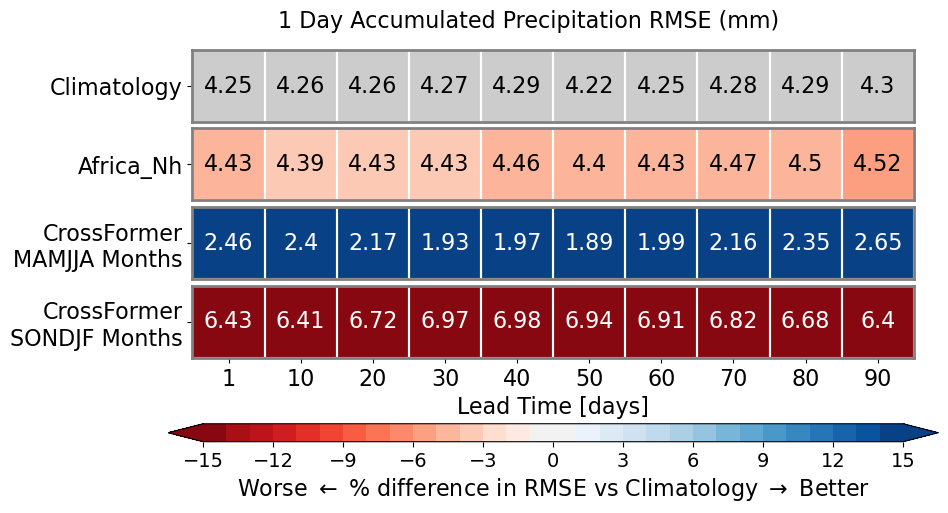 1 Day Accumulated Precipitation RMSE (mm)
Climatology 4.25 4.26 4.26 4.27 4.29 4.22 4.25 4.28 4.29 4.3
Africa_Nh 4.43 4.39 4.43 4.43 4.46 4.4 4.43 4.47 4.5 4.52
CrossFormer
MAMJJA Months 2.46 2.4 2.17 1.93 1.97 1.89 1.99 2.16 2.35 2.65
CrossFormer
SONDJF Months 6.43 6.41 6.72 6.97 6.98 6.94 6.91 6.82 6.68 6.4
1 10 20 30 40 50 60 70 80 90
Lead Time [days]
−15 −12 −9 −6 −3 0 3 6 9 12 15
Worse ← % difference in RMSE vs Climatology → Better